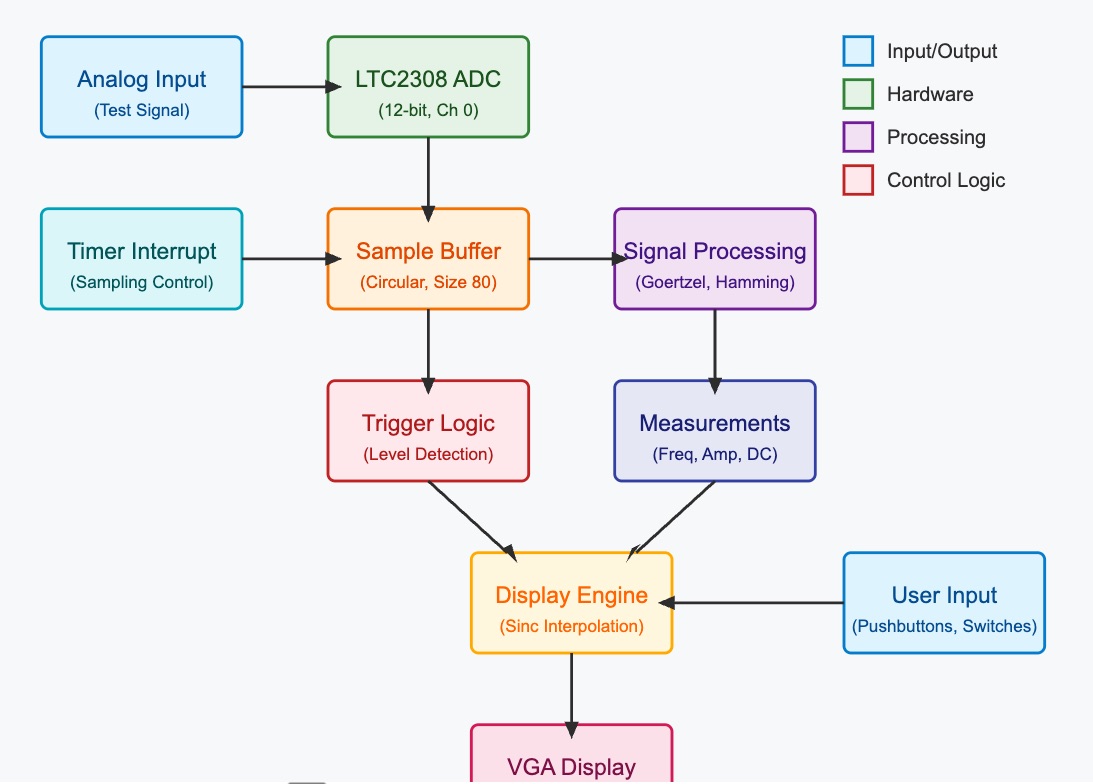 Analog Input
(Test Signal)
LTC2308 ADC
(12-bit, Ch 0)
Input/Output
Hardware
Processing
Control Logic
Timer Interrupt
(Sampling Control)
Sample Buffer
(Circular, Size 80)
Signal Processing
(Goertzel, Hamming)
Trigger Logic
(Level Detection)
Measurements
(Freq, Amp, DC)
Display Engine
(Sinc Interpolation)
User Input
(Pushbuttons, Switches)
VGA Display